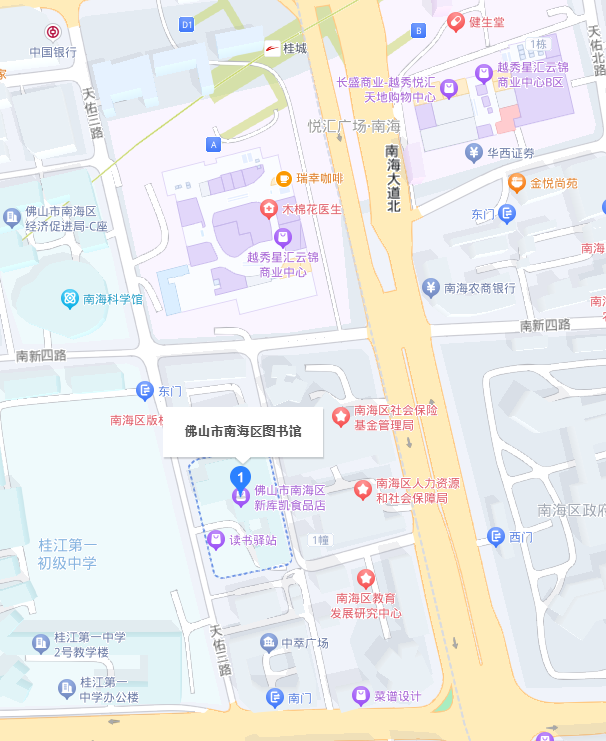 D1
B
健生堂
中国银行
桂城
1栋
天佑北路
家
越秀星汇云锦
商业中心B区
长盛商业-越秀悦汇
天地购物中心
天佑三路
悦汇广场·南海
A
南海大道北
华西证券
瑞幸咖啡
金悦尚苑
佛山市南海区
经济促进局-C座
木棉花医生
东门
越秀星汇云锦
商业中心
南海
南海农商银行
南海科学馆
南新四路
南新四路
东门
南海区版权
南海区社会保险
基金管理局
佛山市南海区图书馆
1
南海区人力资源
和社会保障局
佛山市南海区
新库凯食品店
南海区政府
读书驿站
1幢
西门
桂江第一
初级中学
南海区教育
发展研究中心
天佑三路
桂江第一中学
2号教学楼
中萃广场
桂江第一
中学办公楼
南门
菜谱设计